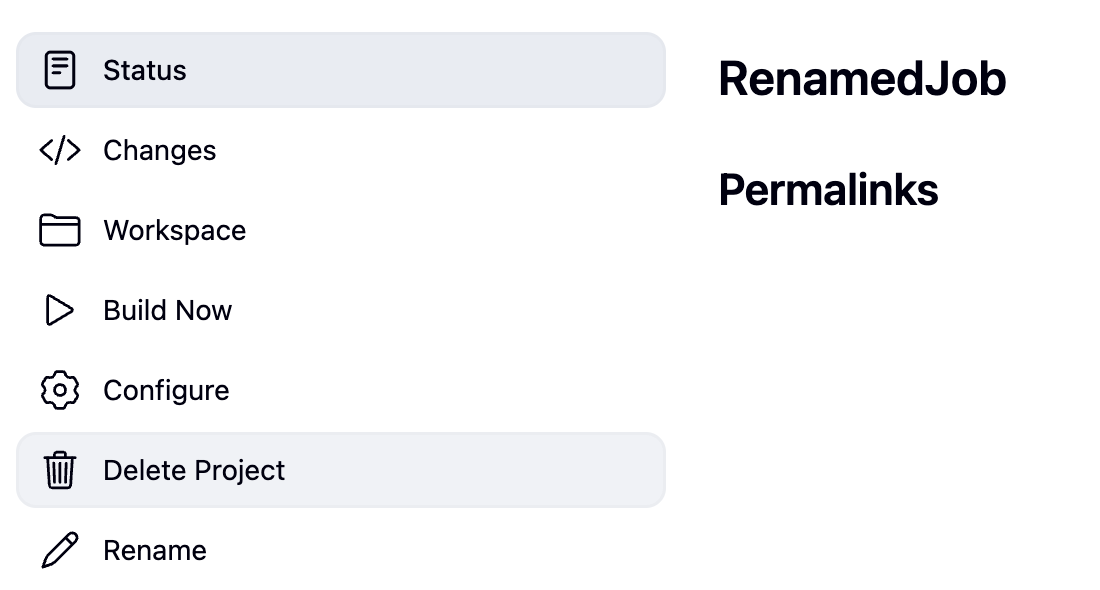 Status
Changes
Workspace
Build Now
Configure
Delete Project
Rename
RenamedJob
Permalinks